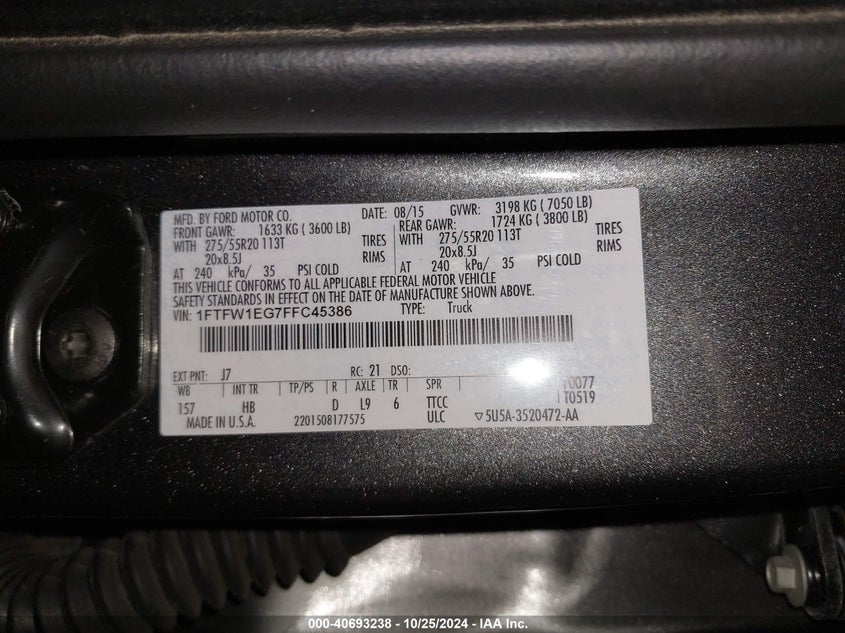 MFD. BY FORD MOTOR CO. DATE: 08/15 GVWR: 3198 KG ( 7050 LB)
FRONT GAWR: 1633 KG ( 3600 LB) REAR GAWR: 1724 KG ( 3800 LB)
WITH 275/55R20 113T TIRES WITH 275/55R20 113T TIRES
20x8.5J RIMS 20x8.5J RIMS
AT 240 kPa/ 35 PSI COLD AT 240 kPa/ 35 PSI COLD
THIS VEHICLE CONFORMS TO ALL APPLICABLE FEDERAL MOTOR VEHICLE
SAFETY STANDARDS IN EFFECT ON THE DATE OF MANUFACTURE SHOWN ABOVE.
VIN: 1FTFW1EG7FFC45386 TYPE: Truck
EXT PNT: J7 RC: 21 DSO:
WB INT TR TP/PS R AXLE TR SPR
157 HB D L9 6 TTCC T0519
MADE IN U.S.A. 2201508177575 ULC ▽5U5A-3520472-AA
000-40693238 - 10/25/2024 - IAA Inc.